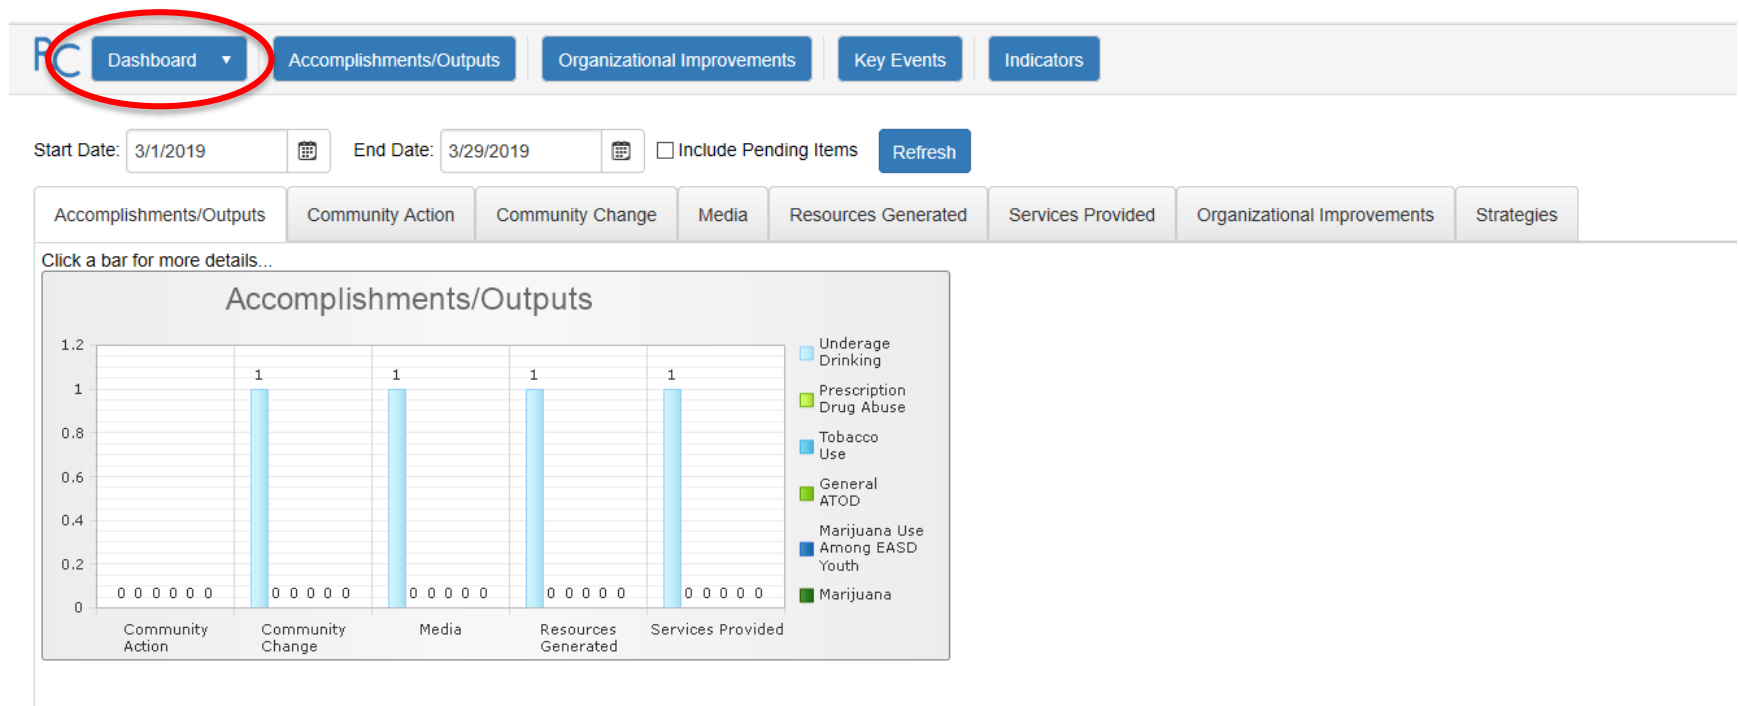 PC Dashboard ▼ Accomplishments/Outputs Organizational Improvements Key Events Indicators
Start Date: 3/1/2019 End Date: 3/29/2019 Include Pending Items Refresh
Accomplishments/Outputs Community Action Community Change Media Resources Generated Services Provided Organizational Improvements Strategies
Click a bar for more details...
Accomplishments/Outputs
1.2
1
0.8
0.6
0.4
0.2
0
1 1 1 1
0 0 0 0 0 0 0 0 0 0 0 0 0 0 0 0 0 0 0 0 0 0 0 0 0 0
Community
Action
Community
Change
Media
Resources
Generated
Services Provided
Underage
Drinking
Prescription
Drug Abuse
Tobacco
Use
General
ATOD
Marijuana Use
Among EASD
Youth
Marijuana